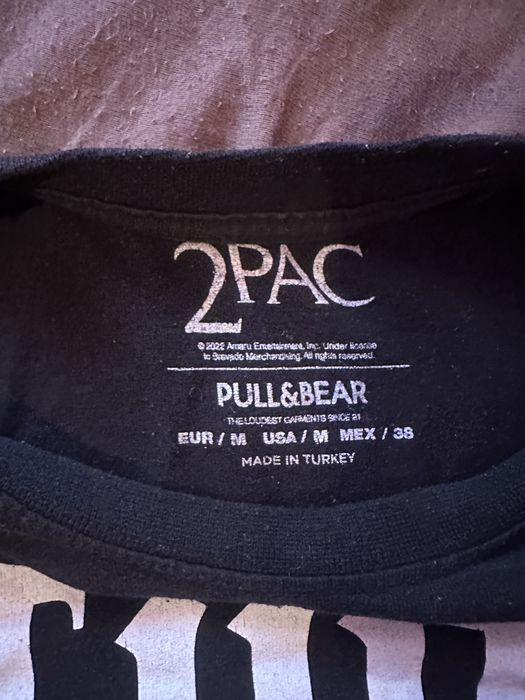 2PAC
© 2022 Amaru Entertainment, Inc. Under license
to Bravado Merchandising. All rights reserved.
PULL&BEAR
THE LOUDEST GARMENTS SINCE 91
EUR / M USA / M MEX / 38
MADE IN TURKEY